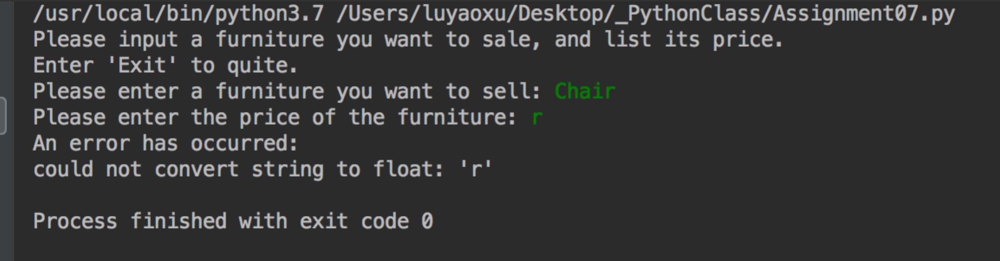 /usr/local/bin/python3.7 /Users/luyaoxu/Desktop/_PythonClass/Assignment07.py
Please input a furniture you want to sale, and list its price.
Enter 'Exit' to quite.
Please enter a furniture you want to sell: Chair
Please enter the price of the furniture: r
An error has occurred:
could not convert string to float: 'r'
Process finished with exit code 0